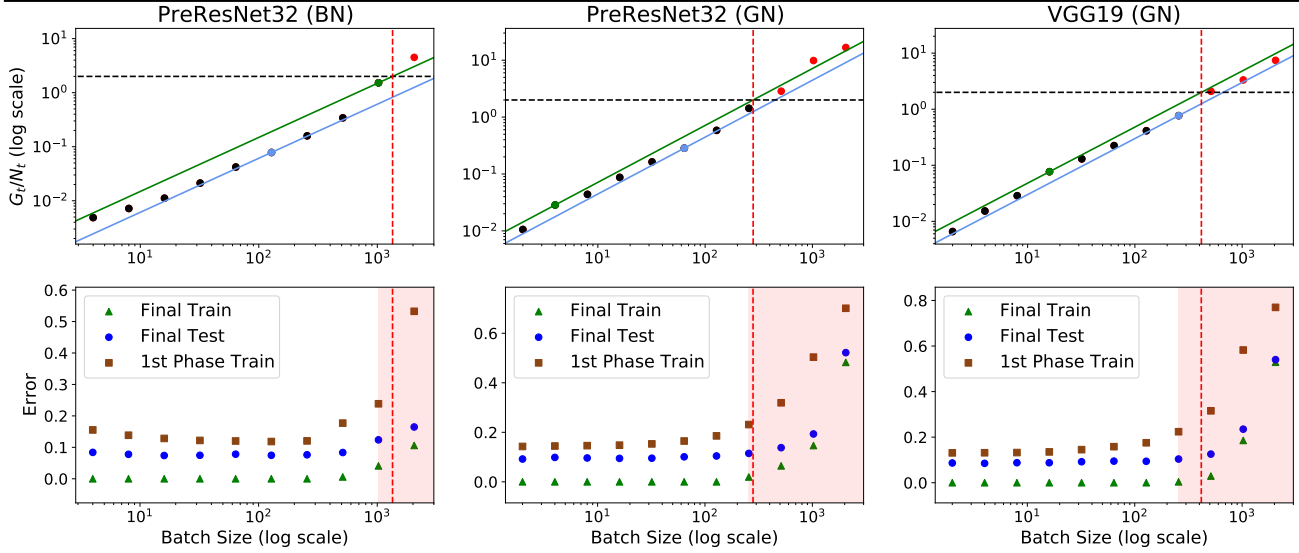 PreResNet32 (BN)
PreResNet32 (GN)
VGG19 (GN)
G_t/N_t (log scale)
10^1
10^0
10^-1
10^-2
10^1
10^2
10^3
10^1
10^0
10^-1
10^-2
10^1
10^2
10^3
10^1
10^0
10^-1
10^-2
10^1
10^2
10^3
Error
0.6
0.5
0.4
0.3
0.2
0.1
0.0
Final Train
Final Test
1st Phase Train
10^1
10^2
10^3
Batch Size (log scale)
0.6
0.4
0.2
0.0
Final Train
Final Test
1st Phase Train
10^1
10^2
10^3
Batch Size (log scale)
0.8
0.6
0.4
0.2
0.0
Final Train
Final Test
1st Phase Train
10^1
10^2
10^3
Batch Size (log scale)